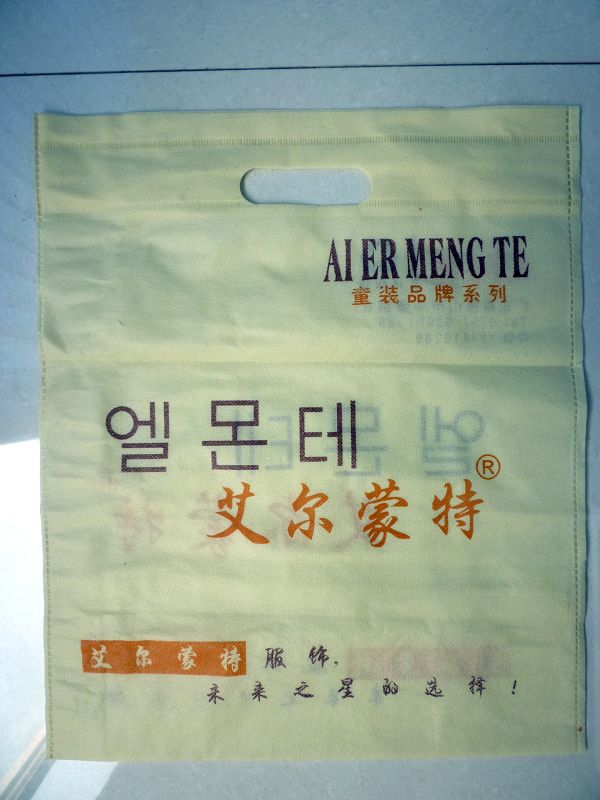 AI ER MENG TE
童装品牌系列
엘몬테
®
艾尔蒙特
艾尔蒙特服饰，
未来之星的选择！